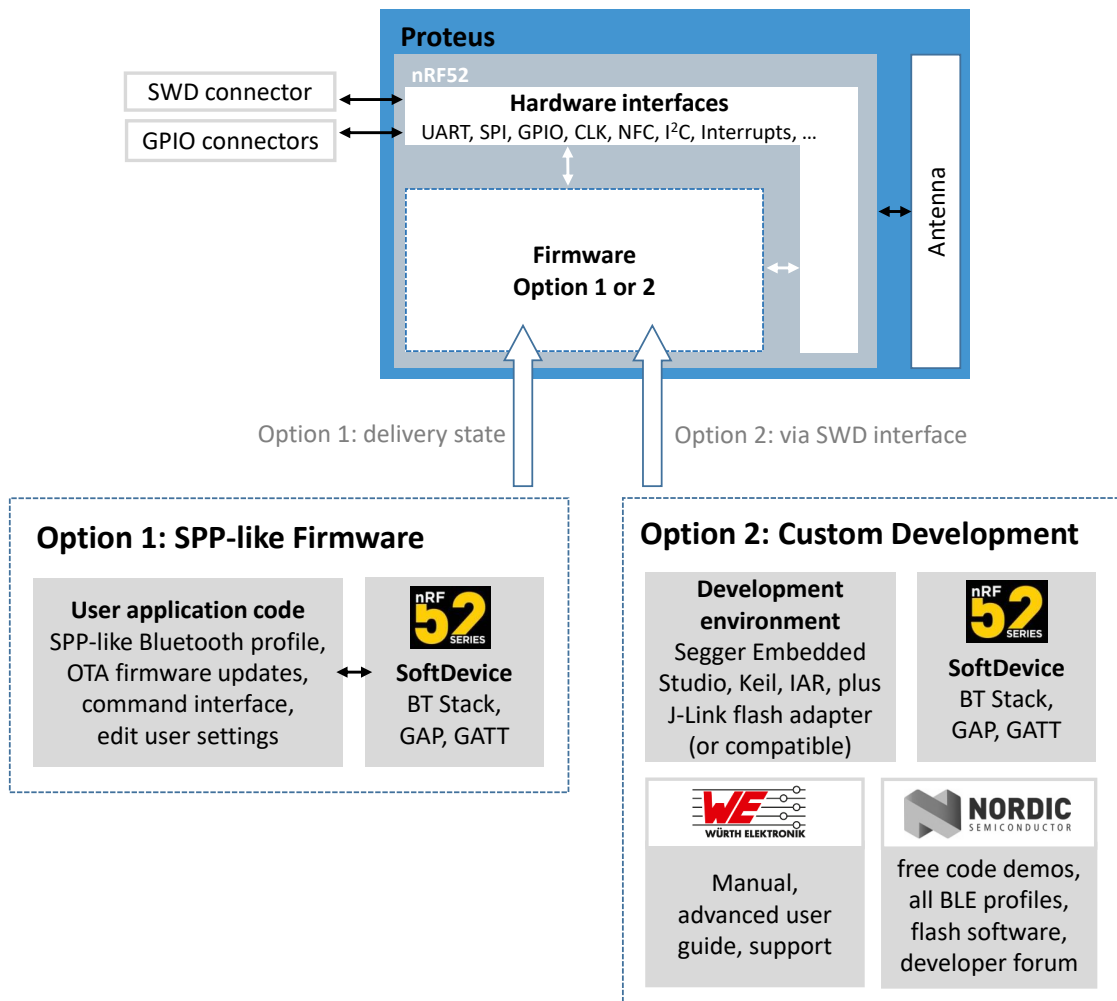 Proteus
nRF52
SWD connector
GPIO connectors
Hardware interfaces
UART, SPI, GPIO, CLK, NFC, I²C, Interrupts, ...
Firmware
Option 1 or 2
Antenna
Option 1: delivery state
Option 2: via SWD interface
Option 1: SPP-like Firmware
User application code
SPP-like Bluetooth profile,
OTA firmware updates,
command interface,
edit user settings
nRF
52
SERIES
SoftDevice
BT Stack,
GAP, GATT
Option 2: Custom Development
Development
environment
Segger Embedded
Studio, Keil, IAR, plus
J-Link flash adapter
(or compatible)
nRF
52
SERIES
SoftDevice
BT Stack,
GAP, GATT
WE
WÜRTH ELEKTRONIK
Manual,
advanced user
guide, support
NORDIC
SEMICONDUCTOR
free code demos,
all BLE profiles,
flash software,
developer forum